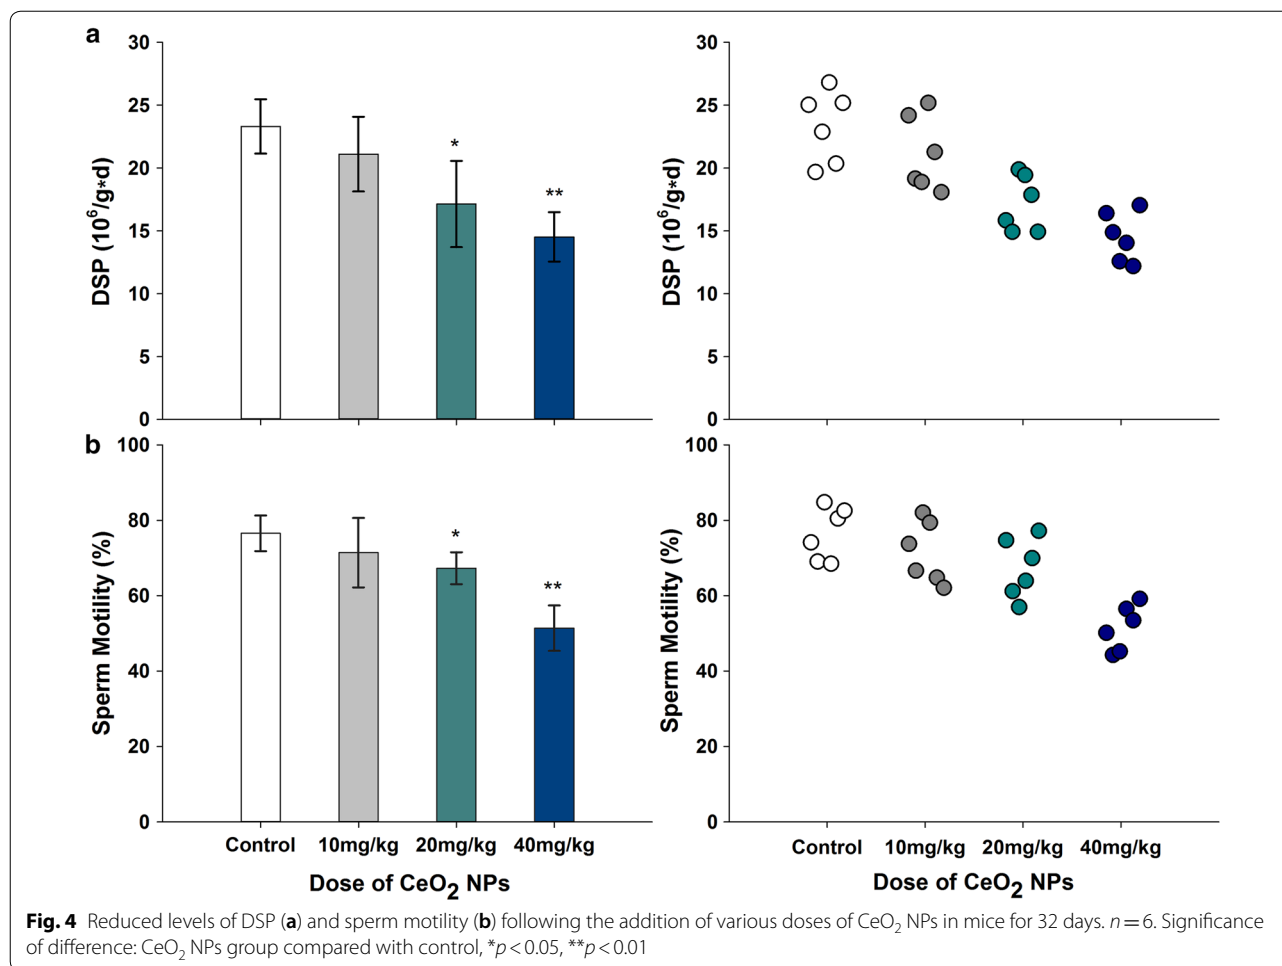 a
30
25
20
15
10
5
0
DSP (10⁶/g*d)
*
**
30
25
20
15
10
5
0
DSP (10⁶/g*d)
b
100
80
60
40
20
0
Sperm Motility (%)
*
**
Control 10mg/kg 20mg/kg 40mg/kg
Dose of CeO₂ NPs
100
80
60
40
20
0
Sperm Motility (%)
Control 10mg/kg 20mg/kg 40mg/kg
Dose of CeO₂ NPs
Fig. 4 Reduced levels of DSP (a) and sperm motility (b) following the addition of various doses of CeO₂ NPs in mice for 32 days. n = 6. Significance
of difference: CeO₂ NPs group compared with control, *p < 0.05, **p < 0.01